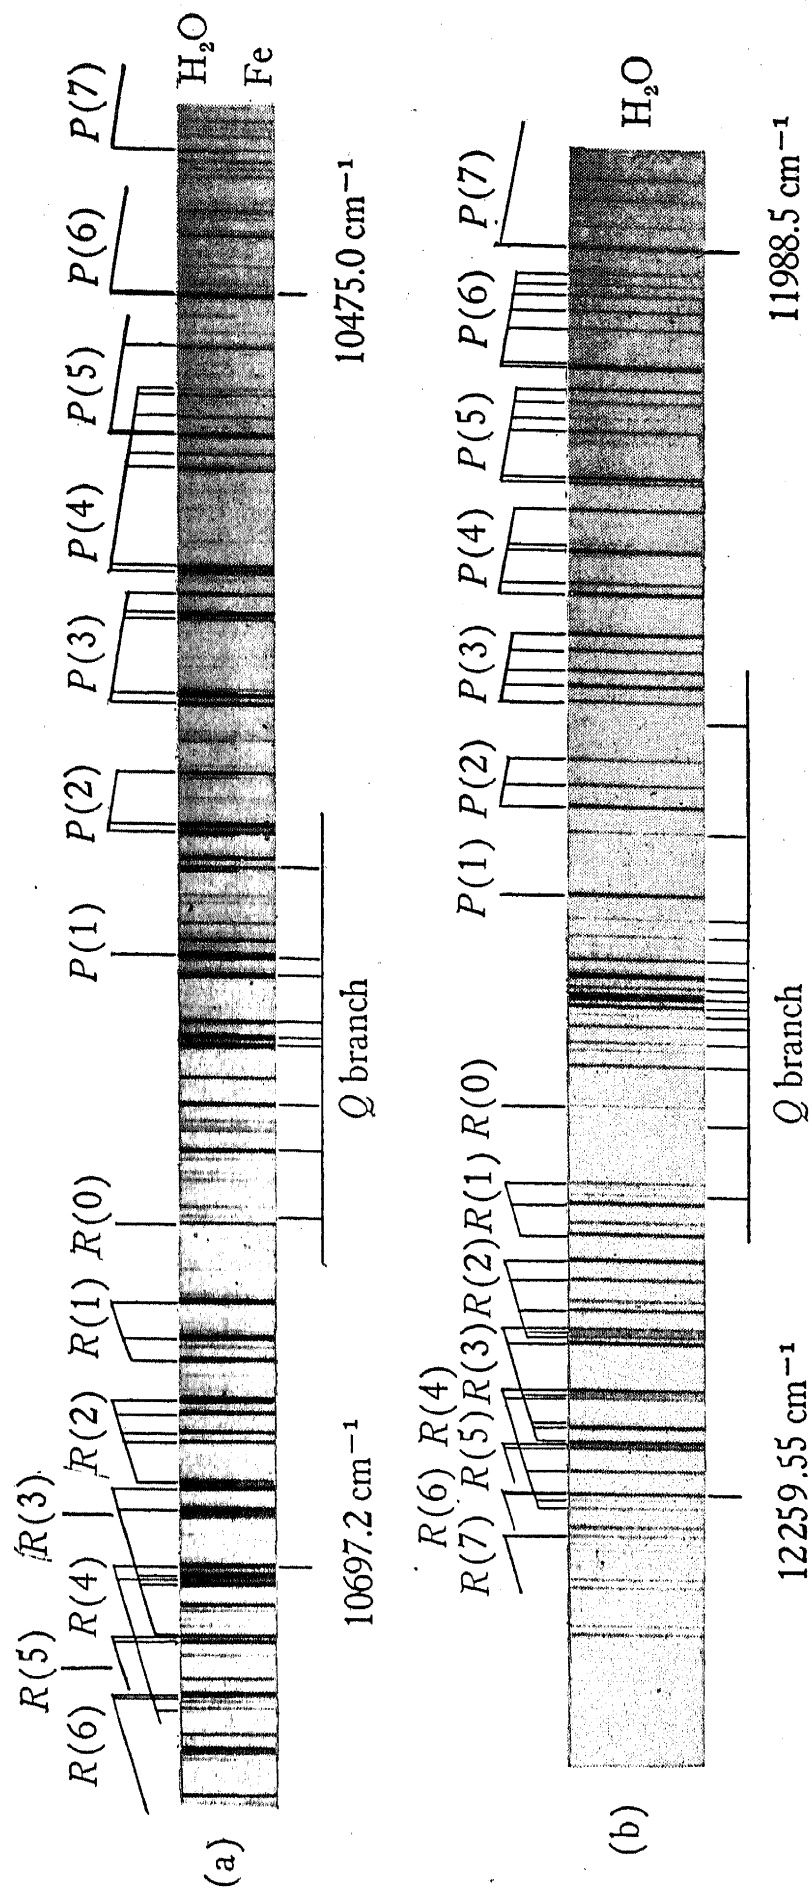 R(6) R(5) R(4) R(3) R(2) R(1) R(0) P(1) P(2) P(3) P(4) P(5) P(6) P(7)
H₂O
Fe
(a)
10697.2 cm⁻¹
Q branch
10475.0 cm⁻¹
R(7) R(6) R(5) R(4) R(3) R(2) R(1) R(0) P(1) P(2) P(3) P(4) P(5) P(6) P(7)
H₂O
(b)
12259.55 cm⁻¹
Q branch
11988.5 cm⁻¹